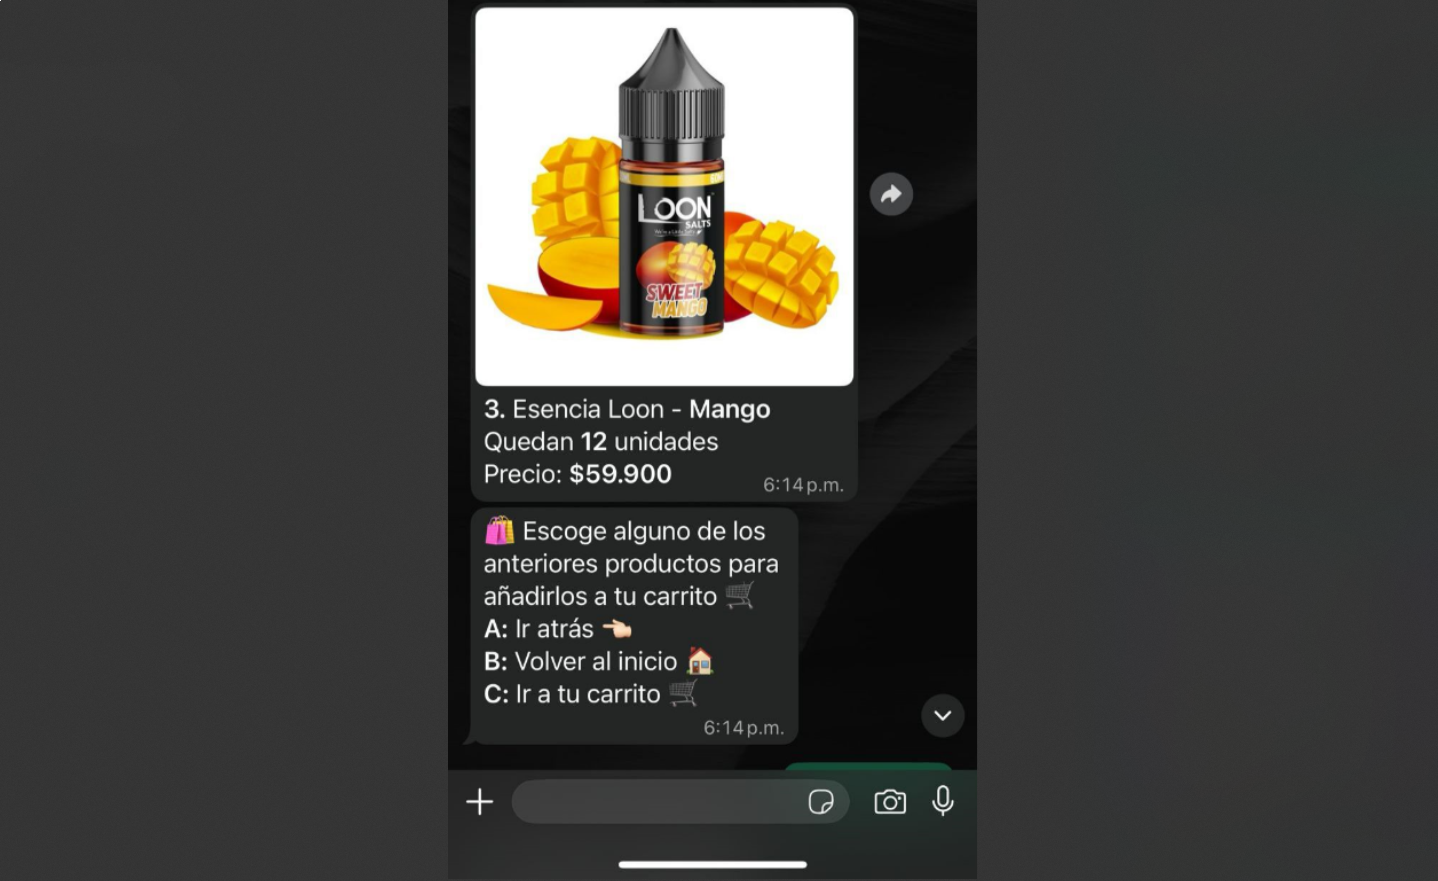 LOON
SALTS
SWEET
MANGO
3. Esencia Loon - Mango
Quedan 12 unidades
Precio: $59.900
6:14 p.m.
🛍️ Escoge alguno de los
anteriores productos para
añadirlos a tu carrito 🛒
A: Ir atrás 👈🏻
B: Volver al inicio 🏠
C: Ir a tu carrito 🛒
6:14 p.m.